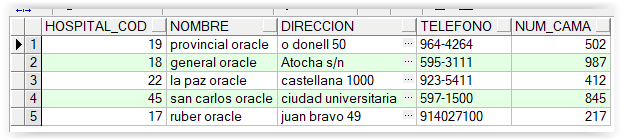 HOSPITAL_COD NOMBRE DIRECCION TELEFONO NUM_CAMA
1 19 provincial oracle o donell 50 ... 964-4264 502
2 18 general oracle Atocha s/n ... 595-3111 987
3 22 la paz oracle castellana 1000 ... 923-5411 412
4 45 san carlos oracle ciudad universitaria ... 597-1500 845
5 17 ruber oracle juan bravo 49 ... 914027100 217